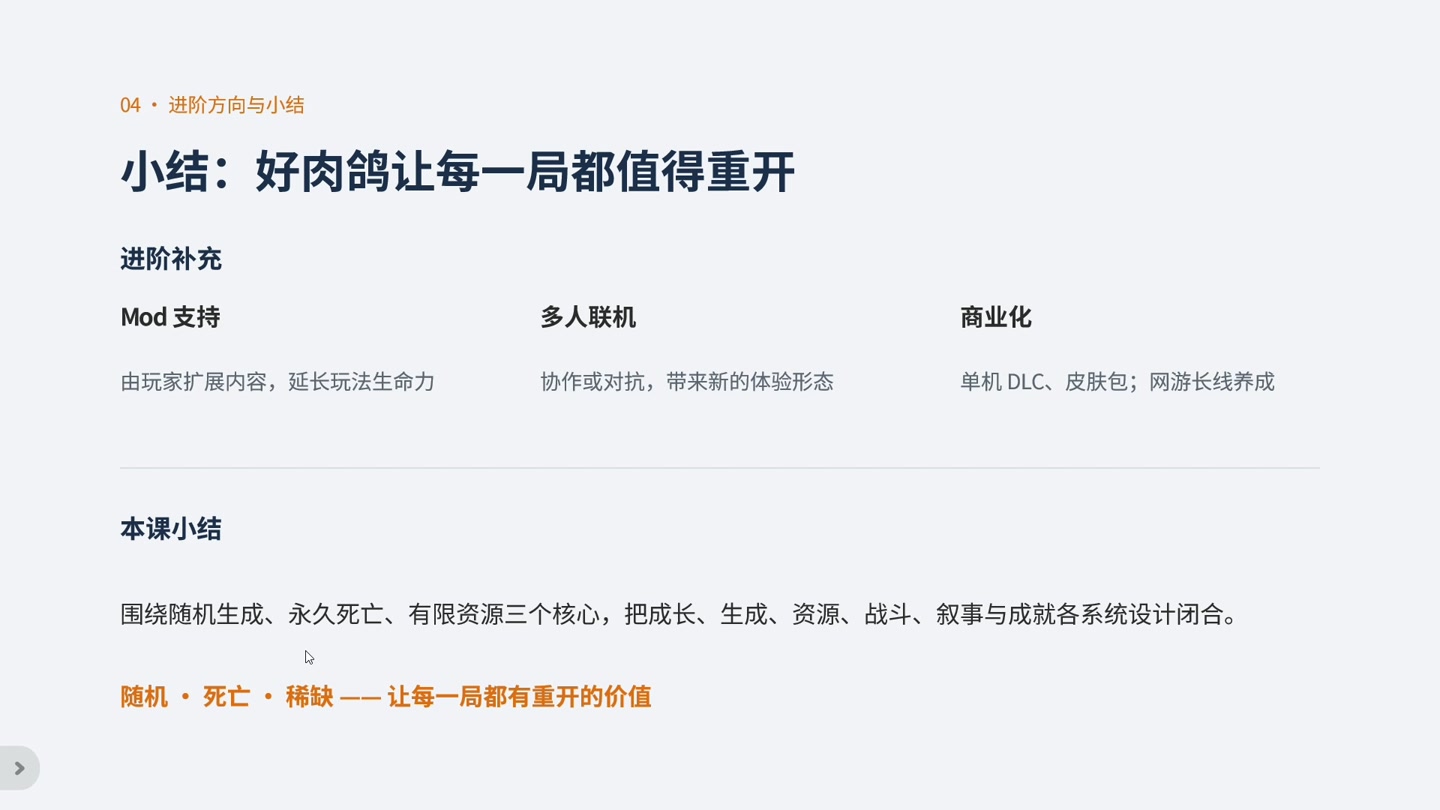 04 • 进阶方向与小结
小结：好肉鸽让每一局都值得重开
进阶补充
Mod 支持
由玩家扩展内容，延长玩法生命力
多人联机
协作或对抗，带来新的体验形态
商业化
单机 DLC、皮肤包；网游长线养成
本课小结
围绕随机生成、永久死亡、有限资源三个核心，把成长、生成、资源、战斗、叙事与成就各系统设计闭合。
随机 • 死亡 • 稀缺 —— 让每一局都有重开的价值